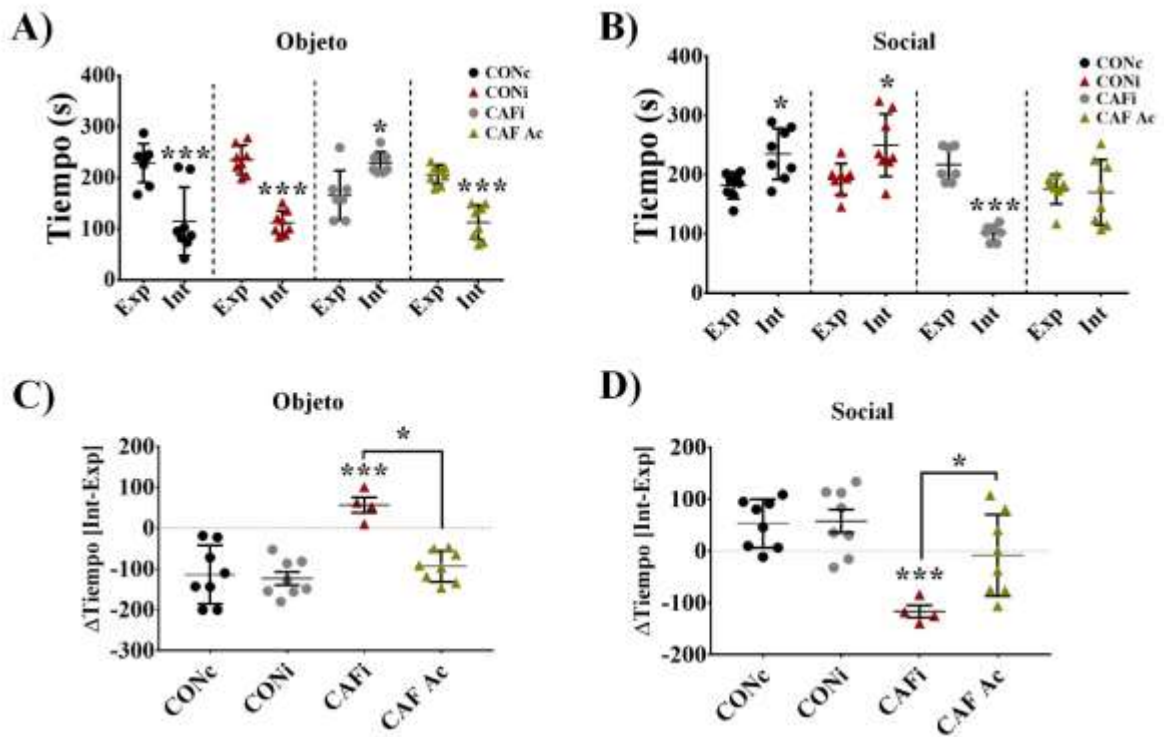 A)
Objeto
Tiempo (s)
400
300
200
100
0
***
***
*
***
CONc
CONi
CAFi
CAF Ac
Exp Int Exp Int Exp Int Exp Int
B)
Social
Tiempo (s)
400
300
200
100
0
*
*
***
CONc
CONi
CAFi
CAF Ac
Exp Int Exp Int Exp Int Exp Int
C)
Objeto
ΔTiempo [Int-Exp]
200
100
0
-100
-200
-300
***
*
CONc CONi CAFi CAF Ac
D)
Social
ΔTiempo [Int-Exp]
200
100
0
-100
-200
***
*
CONc CONi CAFi CAF Ac